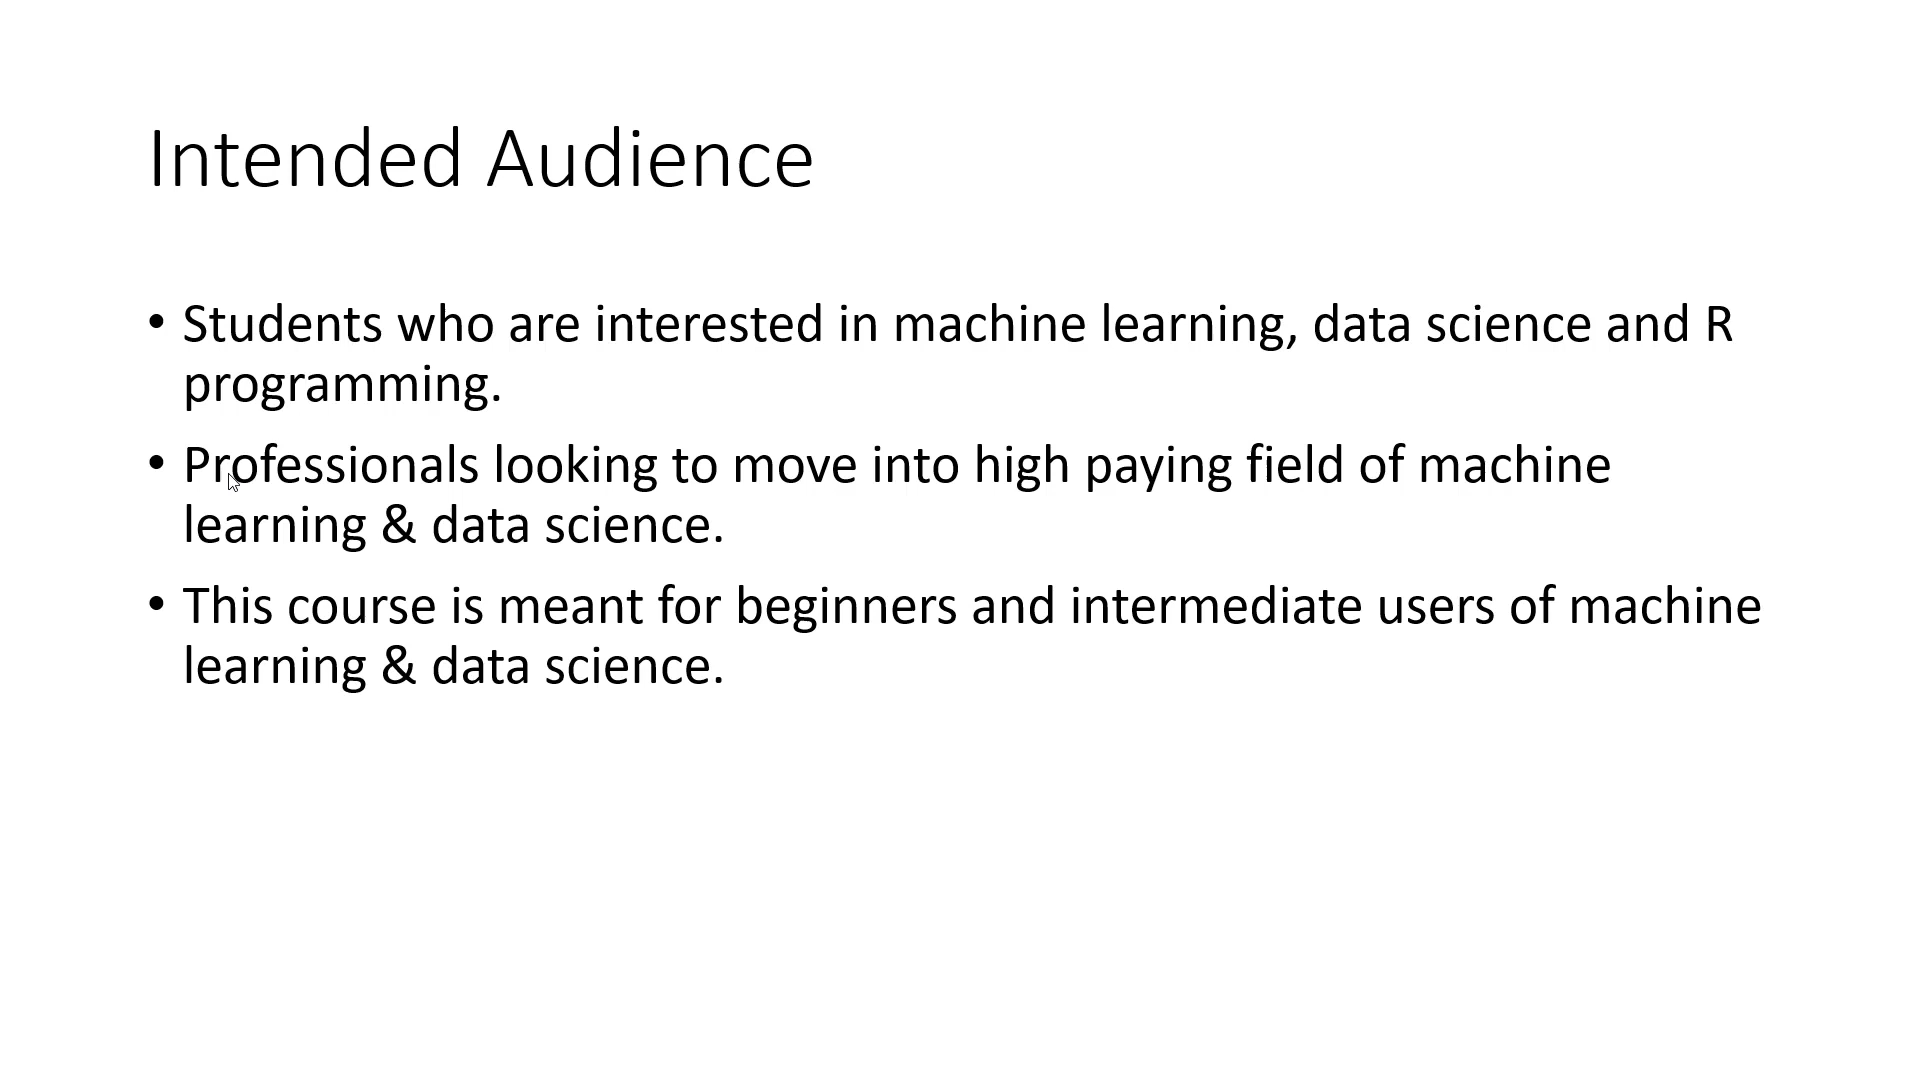 Intended Audience
• Students who are interested in machine learning, data science and R
programming.
• Professionals looking to move into high paying field of machine
learning & data science.
• This course is meant for beginners and intermediate users of machine
learning & data science.